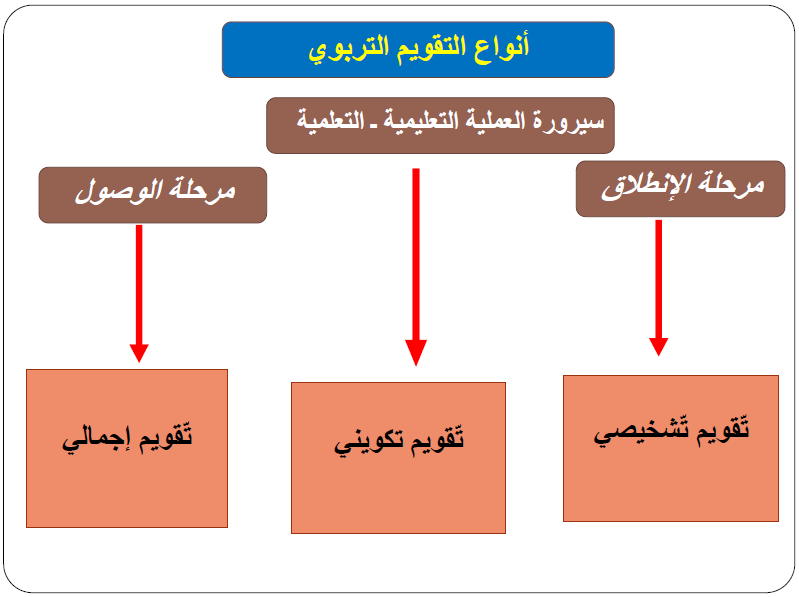 أنواع التقويم التربوي
سيرورة العملية التعليمية ـ التعلمية
مرحلة الإنطلاق
مرحلة الوصول
تّقويم تّشخيصي
تّقويم تكويني
تّقويم إجمالي